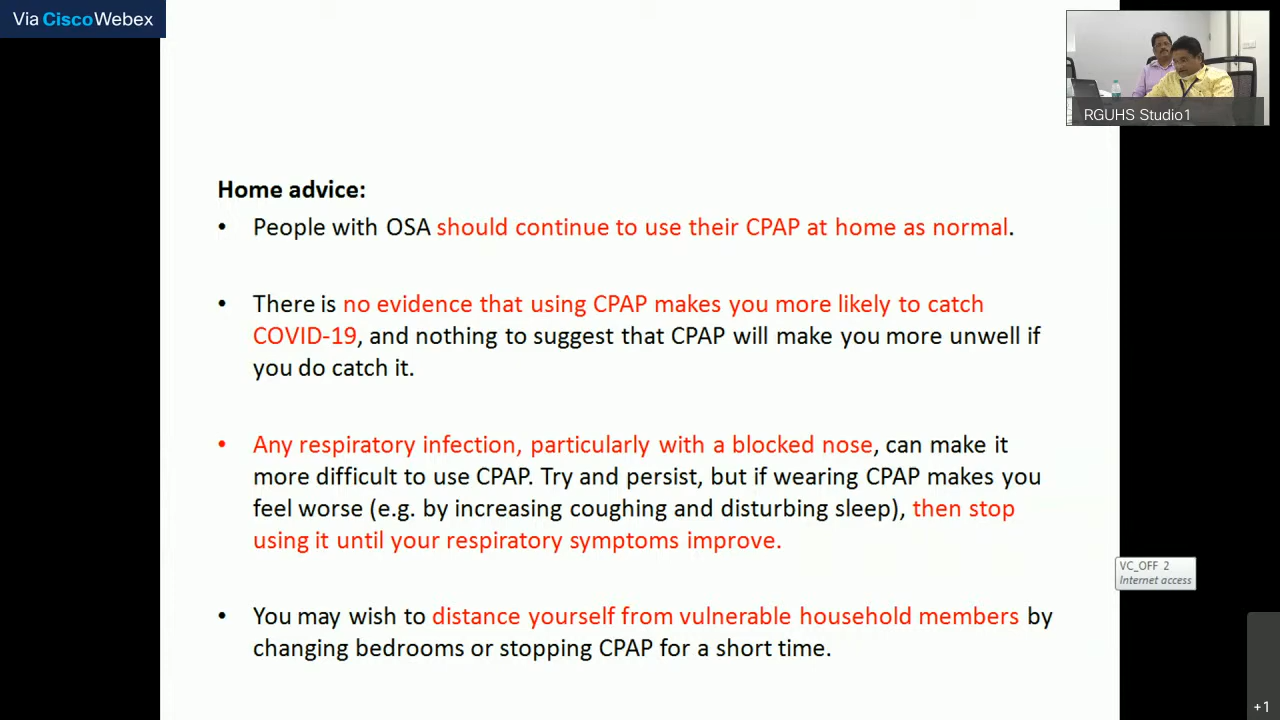 Via CiscoWebex
RGUHS Studio1
Home advice:
• People with OSA should continue to use their CPAP at home as normal.
• There is no evidence that using CPAP makes you more likely to catch
COVID-19, and nothing to suggest that CPAP will make you more unwell if
you do catch it.
• Any respiratory infection, particularly with a blocked nose, can make it
more difficult to use CPAP. Try and persist, but if wearing CPAP makes you
feel worse (e.g. by increasing coughing and disturbing sleep), then stop
using it until your respiratory symptoms improve.
VC_OFF 2
Internet access
• You may wish to distance yourself from vulnerable household members by
changing bedrooms or stopping CPAP for a short time.
+1